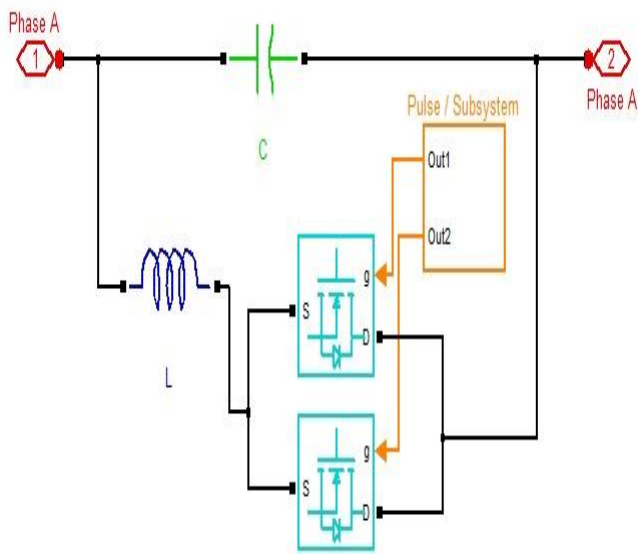 Phase A
1
2
Phase A
C
Pulse / Subsystem
Out1
Out2
g
S
D
L
g
S
D